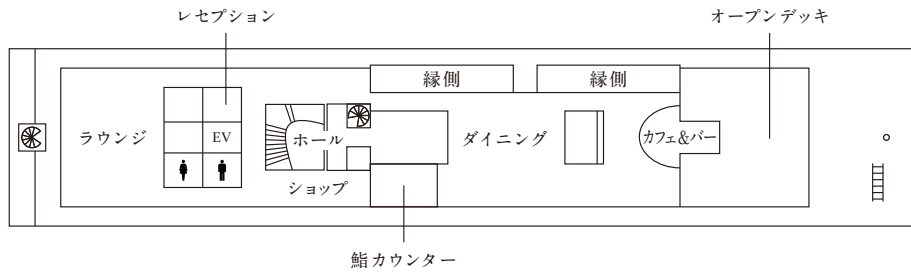 レセプション
オープンデッキ
縁側
縁側
ラウンジ
EV
ホール
ダイニング
カフェ&バー
ショップ
鮨カウンター